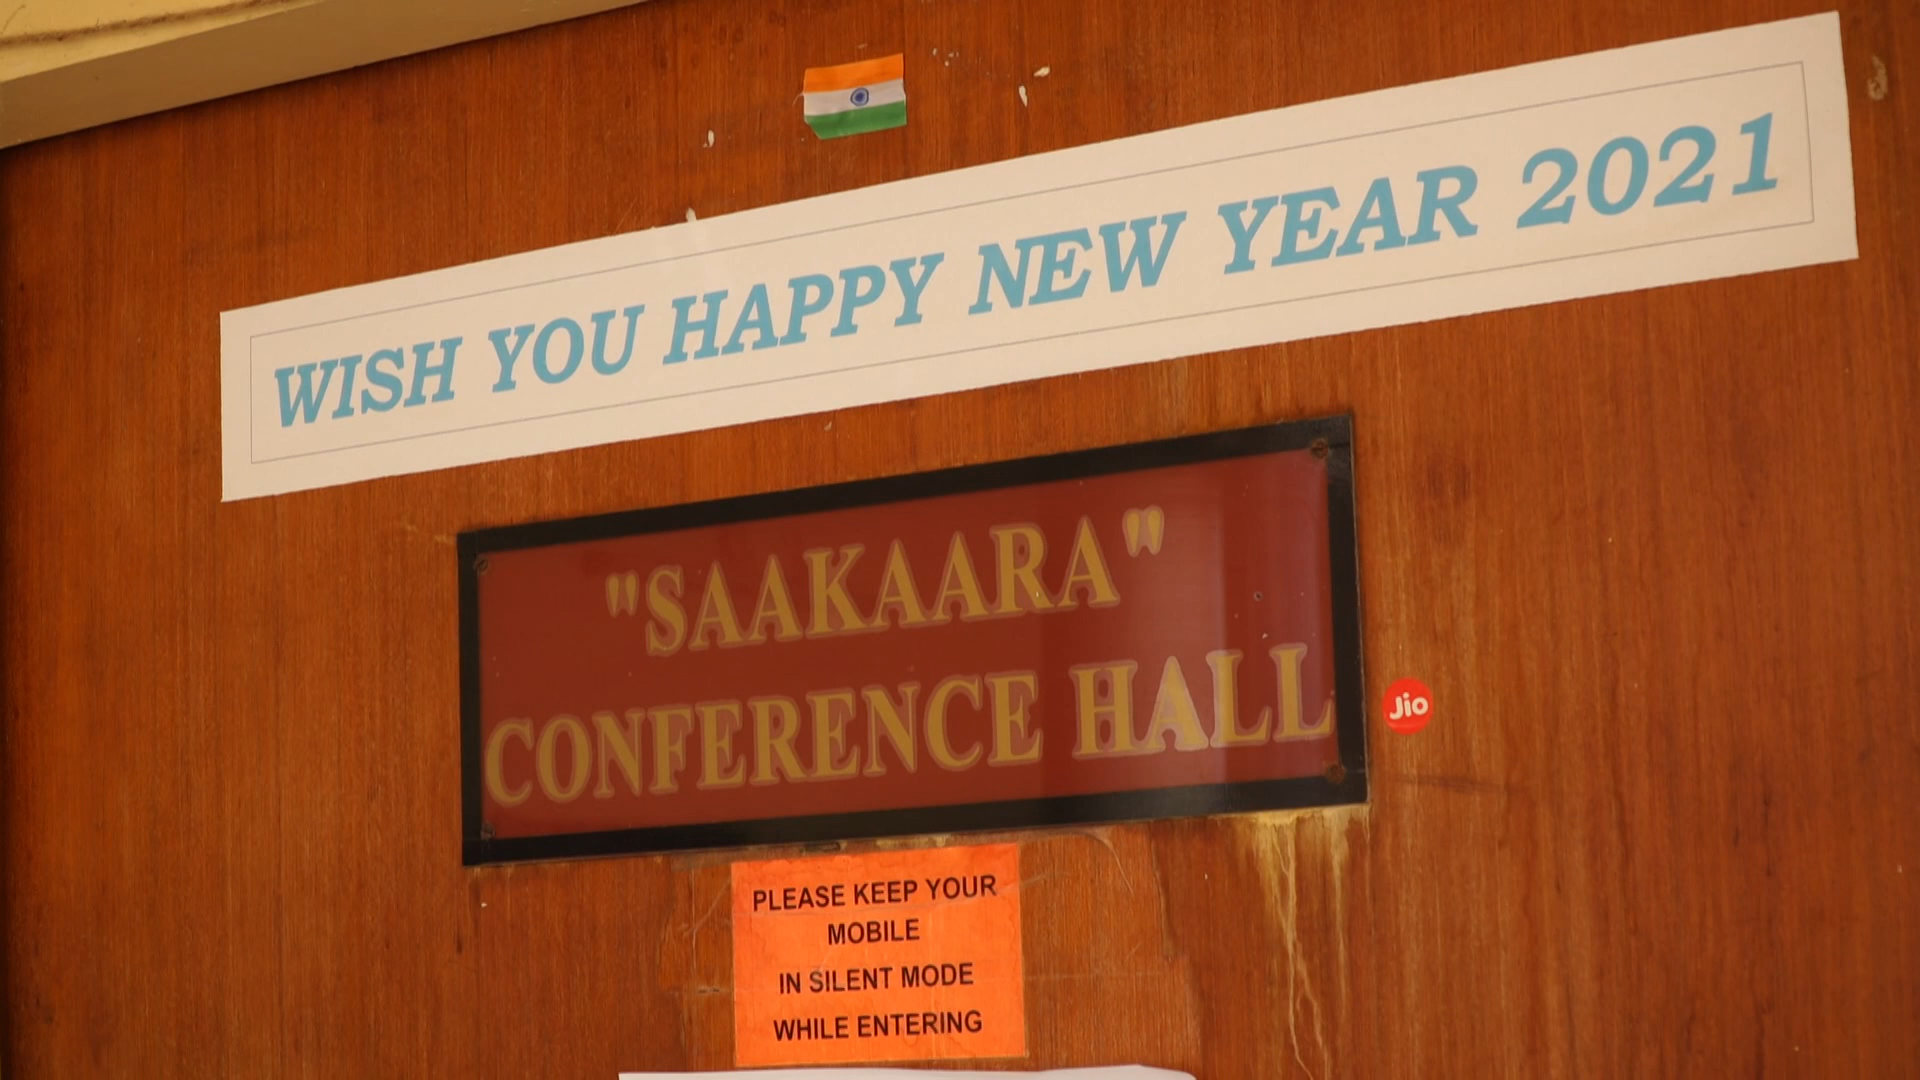 WISH YOU HAPPY NEW YEAR 2021
"SAAKAARA"
CONFERENCE HALL
Jio
PLEASE KEEP YOUR
MOBILE
IN SILENT MODE
WHILE ENTERING